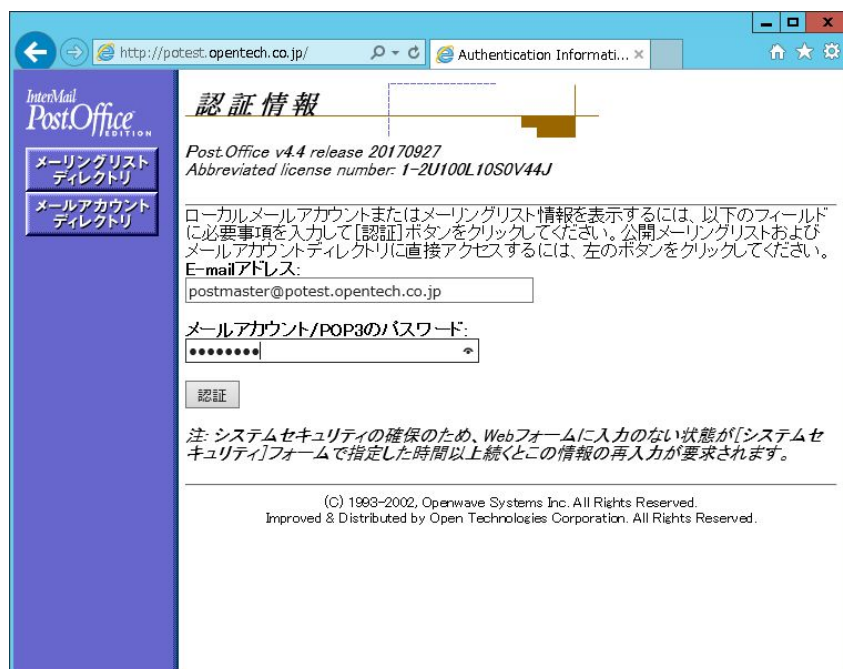 http://potest.opentech.co.jp/
Authentication Informati...
InterMail
Post.Office
EDITION
メーリングリスト
ディレクトリ
メールアカウント
ディレクトリ
認証情報
Post.Office v4.4 release 20170927
Abbreviated license number: 1-2U100L10S0V44J
ローカルメールアカウントまたはメーリングリスト情報を表示するには、以下のフィールド
に必要事項を入力して[認証]ボタンをクリックしてください。公開メーリングリストおよび
メールアカウントディレクトリに直接アクセスするには、左のボタンをクリックしてください。
E-mailアドレス:
postmaster@potest.opentech.co.jp
メールアカウント/POP3のパスワード:
●●●●●●●●
認証
注: システムセキュリティの確保のため、Webフォームに入力のない状態が[システムセ
キュリティ]フォームで指定した時間以上続くとこの情報の再入力が要求されます。
(C) 1993-2002, Openwave Systems Inc. All Rights Reserved.
Improved & Distributed by Open Technologies Corporation. All Rights Reserved.